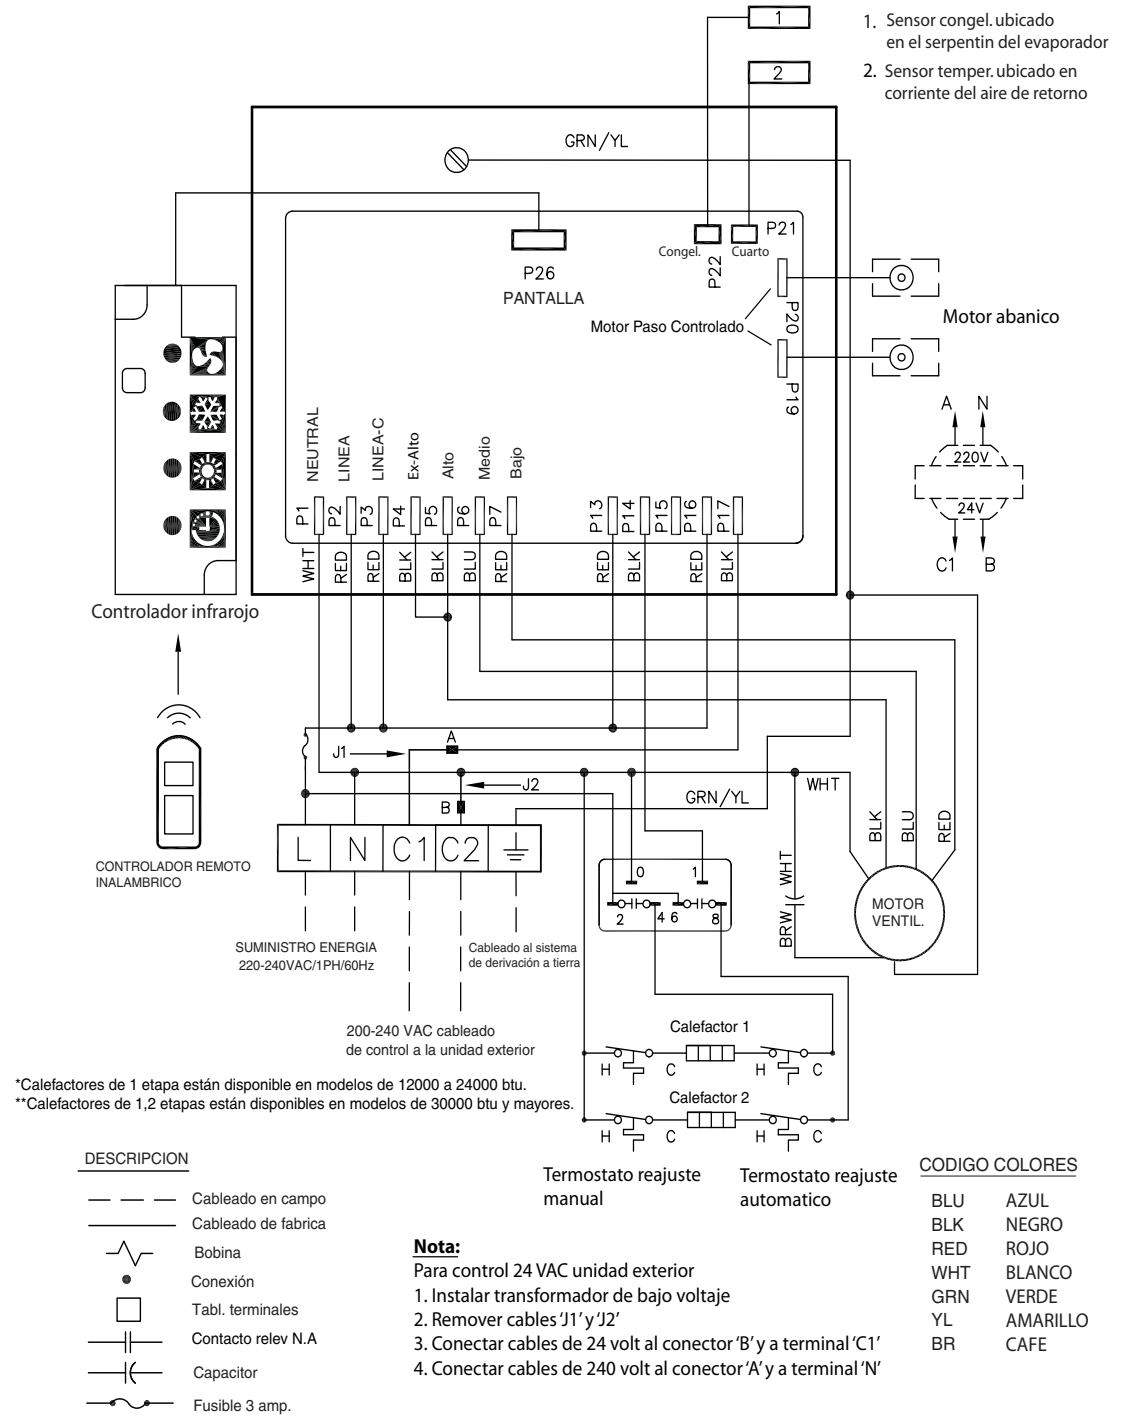 1
2
1. Sensor congel. ubicado
en el serpentin del evaporador
2. Sensor temper. ubicado en
corriente del aire de retorno
GRN/YL
P26
PANTALLA
Congel.
P22
Cuarto
P21
P20
Motor Paso Controlado
P19
Motor abanico
A N
220V
24V
C1 B
NEUTRAL
LINEA
LINEA-C
Ex-Alto
Alto
Medio
Bajo
P1
P2
P3
P4
P5
P6
P7
P13
P14
P15
P16
P17
WHT
RED
RED
BLK
BLK
BLU
RED
RED
BLK
RED
BLK
Controlador infrarojo
CONTROLADOR REMOTO
INALAMBRICO
J1
A
J2
B
GRN/YL
WHT
BLK
BLU
RED
L N C1 C2
0 1
2 4 6 8
WHT
BRW
MOTOR
VENTIL.
SUMINISTRO ENERGIA
220-240VAC/1PH/60Hz
Cableado al sistema
de derivación a tierra
200-240 VAC cableado
de control a la unidad exterior
Calefactor 1
H C H C
Calefactor 2
H C H C
Termostato reajuste
manual
Termostato reajuste
automatico
*Calefactores de 1 etapa están disponible en modelos de 12000 a 24000 btu.
**Calefactores de 1,2 etapas están disponibles en modelos de 30000 btu y mayores.
DESCRIPCION
Cableado en campo
Cableado de fabrica
Bobina
Conexión
Tabl. terminales
Contacto relev N.A
Capacitor
Fusible 3 amp.
Nota:
Para control 24 VAC unidad exterior
1. Instalar transformador de bajo voltaje
2. Remover cables ‘J1’ y ‘J2’
3. Conectar cables de 24 volt al conector ‘B’ y a terminal ‘C1’
4. Conectar cables de 240 volt al conector ‘A’ y a terminal ‘N’
CODIGO COLORES
BLU AZUL
BLK NEGRO
RED ROJO
WHT BLANCO
GRN VERDE
YL AMARILLO
BR CAFE